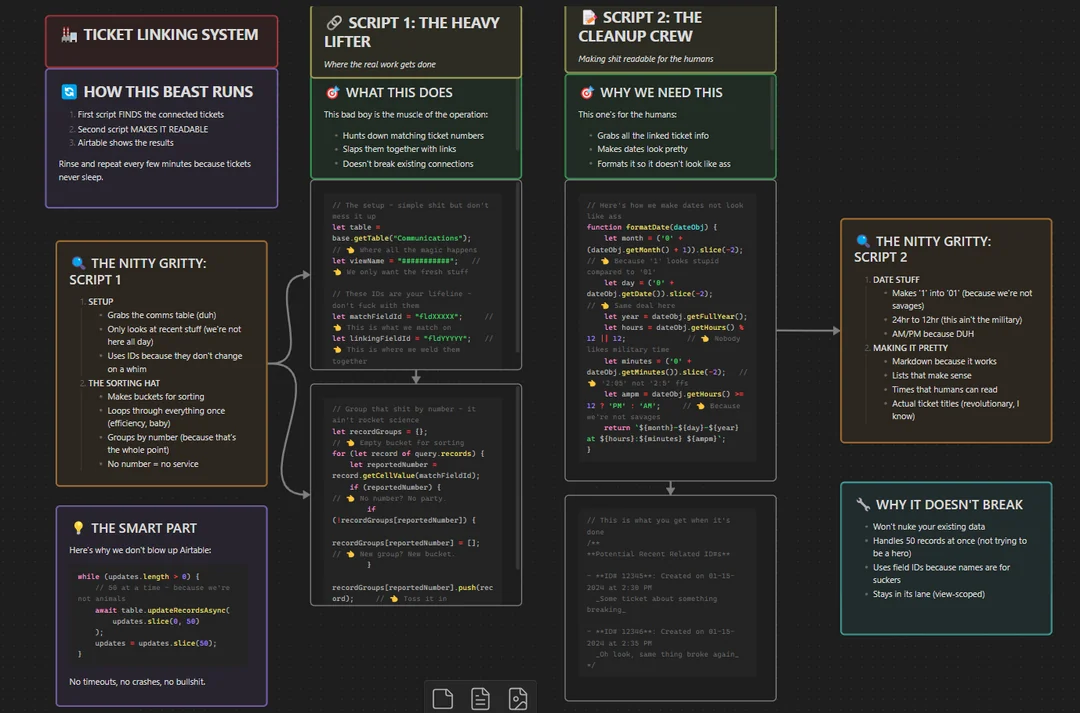 🏭 TICKET LINKING SYSTEM
🔄 HOW THIS BEAST RUNS
1. First script FINDS the connected tickets
2. Second script MAKES IT READABLE
3. Airtable shows the results
Rinse and repeat every few minutes because tickets
never sleep.
🔍 THE NITTY GRITTY:
SCRIPT 1
1. SETUP
• Grabs the comms table (duh)
• Only looks at recent stuff (we're not
here all day)
• Uses IDs because they don't change
on a whim
2. THE SORTING HAT
• Makes buckets for sorting
• Loops through everything once
(efficiency, baby)
• Groups by number (because that's
the whole point)
• No number = no service
💡 THE SMART PART
Here's why we don't blow up Airtable:
while (updates.length > 0) {
// 50 at a time - because we're
not animals
await table.updateRecordsAsync(
updates.slice(0, 50)
);
updates = updates.slice(50);
}
No timeouts, no crashes, no bullshit.
🔗 SCRIPT 1: THE HEAVY
LIFTER
Where the real work gets done
🎯 WHAT THIS DOES
This bad boy is the muscle of the operation:
• Hunts down matching ticket numbers
• Slaps them together with links
• Doesn't break existing connections
// The setup - simple shit but don't
mess it up
let table =
base.getTable("Communications");
// 👈 Where all the magic happens
let viewName = "###########"; //
👈 We only want the fresh stuff
// These IDs are your lifeline -
don't fuck with them
let matchFieldId = "fldXXXXX"; //
👈 This is what we match on
let linkingFieldId = "fldYYYYY"; //
👈 This is where we weld them
together
// Group that shit by number - it
ain't rocket science
let recordGroups = {};
// 👈 Empty bucket for sorting
for (let record of query.records) {
let reportedNumber =
record.getCellValue(matchFieldId);
if (reportedNumber) {
// 👈 No number? No party.
if
(!recordGroups[reportedNumber]) {
recordGroups[reportedNumber] = [];
// 👈 New group? New bucket.
}
recordGroups[reportedNumber].push(rec
ord); // 👈 Toss it in
📝 SCRIPT 2: THE
CLEANUP CREW
Making shit readable for the humans
🎯 WHY WE NEED THIS
This one's for the humans:
• Grabs all the linked ticket info
• Makes dates look pretty
• Formats it so it doesn't look like ass
// Here's how we make dates not look
like ass
function formatDate(dateObj) {
let month = ('0' +
(dateObj.getMonth() + 1)).slice(-2);
// 👈 Because '1' looks stupid
compared to '01'
let day = ('0' +
dateObj.getDate()).slice(-2);
// 👈 Same deal here
let year = dateObj.getFullYear();
let hours = dateObj.getHours() %
12 || 12; // 👈 Nobody
likes military time
let minutes = ('0' +
dateObj.getMinutes()).slice(-2); //
👈 '2:05' not '2:5' ffs
let ampm = dateObj.getHours() >=
12 ? 'PM' : 'AM'; // 👈 Because
we're not savages
return `${month}-${day}-${year}
at ${hours}:${minutes} ${ampm}`;
}
// This is what you get when it's
done
/**
**Potential Recent Related ID#s**
- **ID# 12345**: Created on 01-15-
2024 at 2:30 PM
_Some ticket about something
breaking_
- **ID# 12346**: Created on 01-15-
2024 at 2:35 PM
_Oh look, same thing broke again_
*/
🔍 THE NITTY GRITTY:
SCRIPT 2
1. DATE STUFF
• Makes '1' into '01' (because we're not
savages)
• 24hr to 12hr (this ain't the military)
• AM/PM because DUH
2. MAKING IT PRETTY
• Markdown because it works
• Lists that make sense
• Times that humans can read
• Actual ticket titles (revolutionary, I
know)
🔧 WHY IT DOESN'T BREAK
• Won't nuke your existing data
• Handles 50 records at once (not trying to
be a hero)
• Uses field IDs because names are for
suckers
• Stays in its lane (view-scoped)